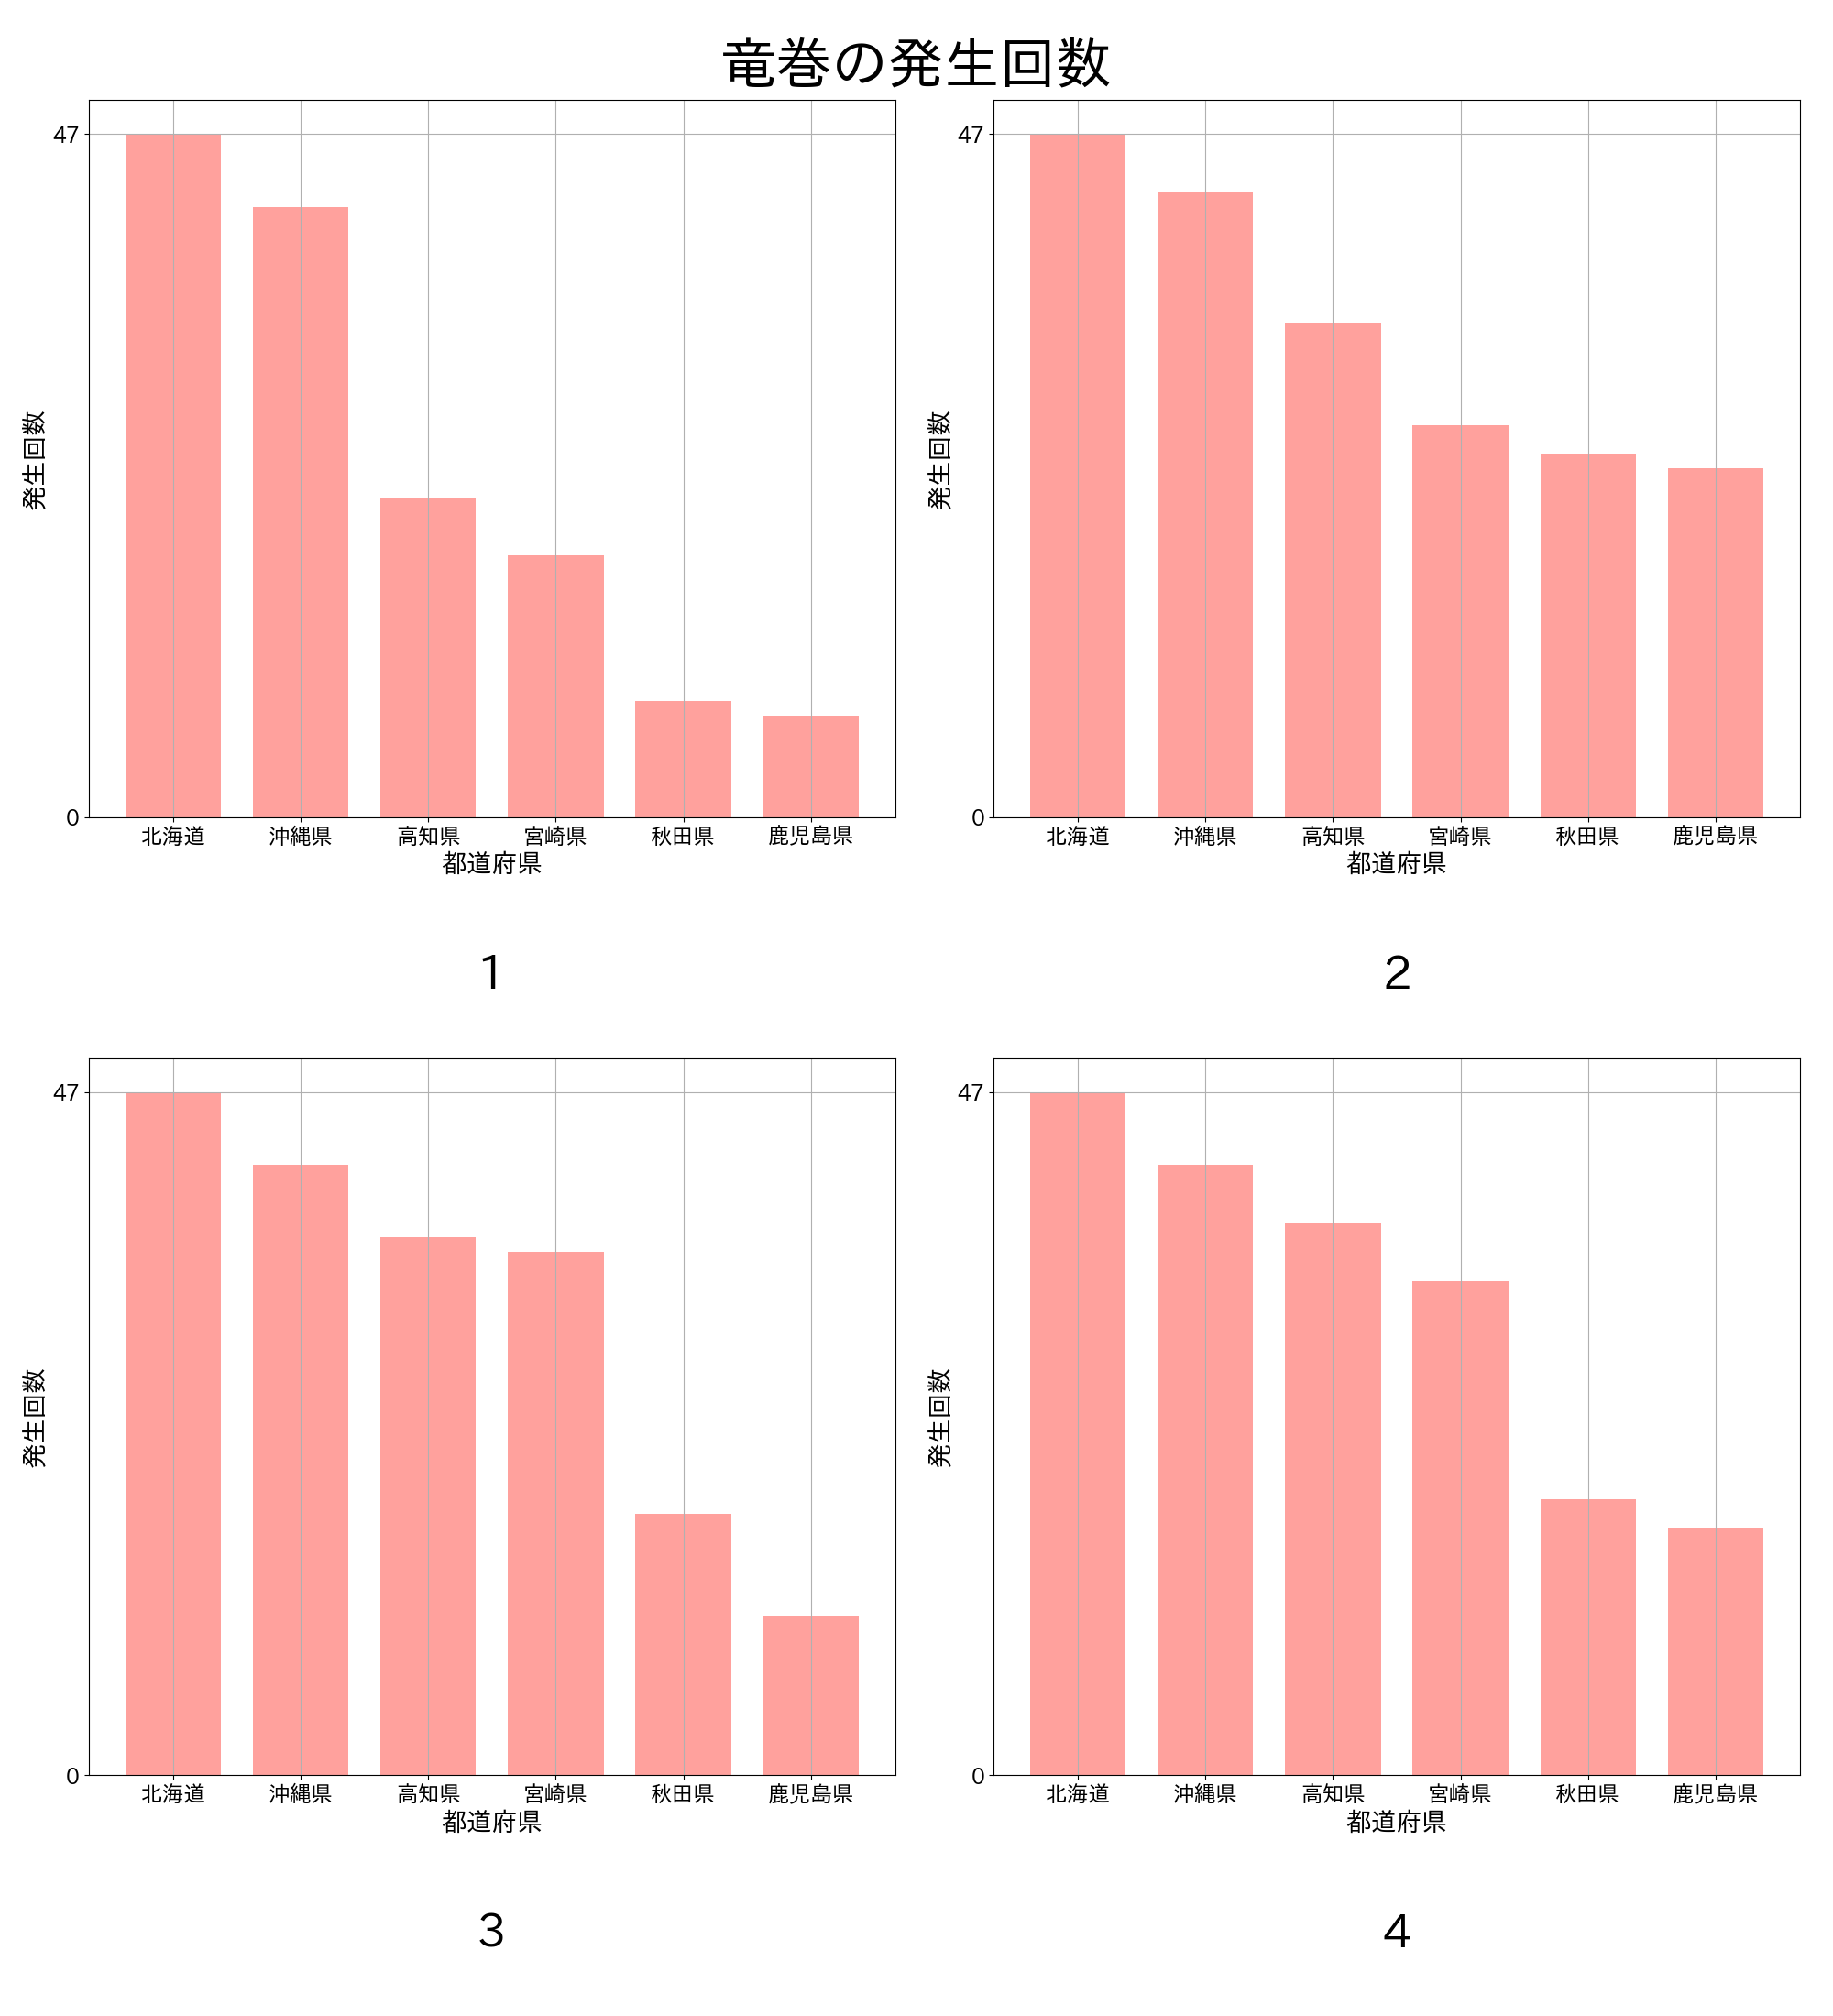 竜巻の発生回数
47
0
発生回数
北海道 沖縄県 高知県 宮崎県 秋田県 鹿児島県
都道府県
1
47
0
発生回数
北海道 沖縄県 高知県 宮崎県 秋田県 鹿児島県
都道府県
2
47
0
発生回数
北海道 沖縄県 高知県 宮崎県 秋田県 鹿児島県
都道府県
3
47
0
発生回数
北海道 沖縄県 高知県 宮崎県 秋田県 鹿児島県
都道府県
4